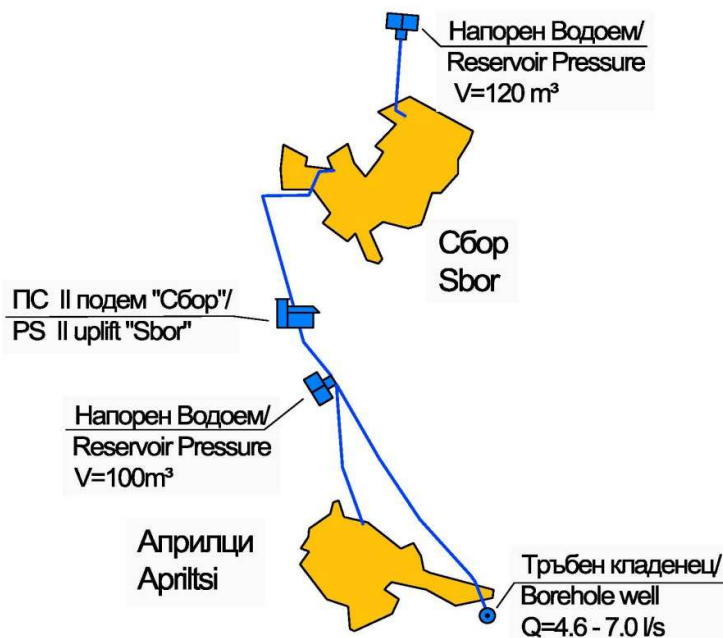 Напорен Водоем/
Reservoir Pressure
V=120 m³
Сбор
Sbor
ПС II подем "Сбор"/
PS II uplift "Sbor"
Напорен Водоем/
Reservoir Pressure
V=100m³
Априлци
Apriltsi
Тръбен кладенец/
Borehole well
Q=4.6 - 7.0 l/s